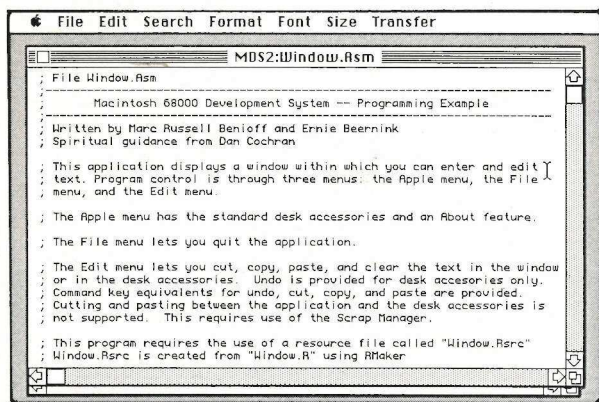 File Edit Search Format Font Size Transfer
MDS2:Window.Asm
; File Window.Asm
;
; Macintosh 68000 Development System -- Programming Example
;
; Written by Marc Russell Benioff and Ernie Beernink
; Spiritual guidance from Dan Cochran
;
; This application displays a window within which you can enter and edit
; text. Program control is through three menus: the Apple menu, the File
; menu, and the Edit menu.
;
; The Apple menu has the standard desk accessories and an About feature.
;
; The File menu lets you quit the application.
;
; The Edit menu lets you cut, copy, paste, and clear the text in the window
; or in the desk accessories. Undo is provided for desk accesories only.
; Command key equivalents for undo, cut, copy, and paste are provided.
; Cutting and pasting between the application and the desk accessories is
; not supported. This requires use of the Scrap Manager.
;
; This program requires the use of a resource file called "Window.Rsrc"
; Window.Rsrc is created from "Window.R" using RMaker